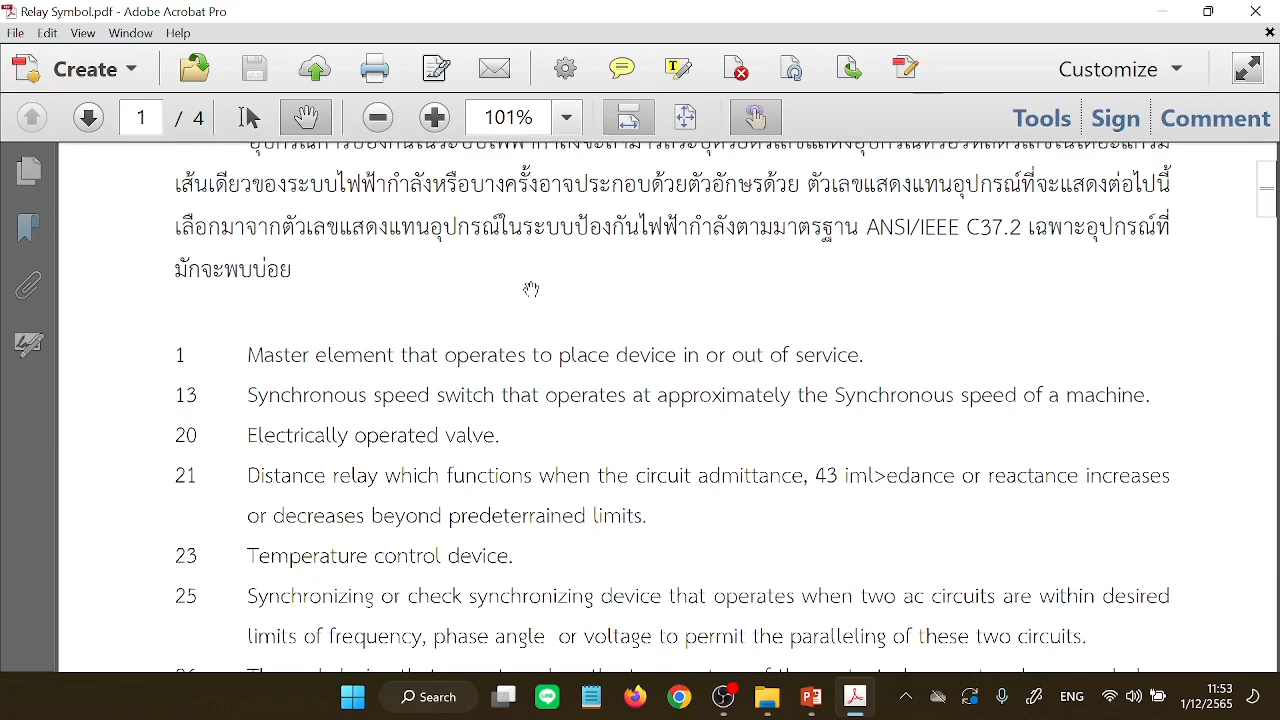 Relay Symbol.pdf - Adobe Acrobat Pro
File Edit View Window Help
Create Customize
1 / 4 101% Tools Sign Comment
เส้นเดียวของระบบไฟฟ้ากำลังหรือบางครั้งอาจประกอบด้วยตัวอักษรด้วย ตัวเลขแสดงแทนอุปกรณ์ที่จะแสดงต่อไปนี้
เลือกมาจากตัวเลขแสดงแทนอุปกรณ์ในระบบป้องกันไฟฟ้ากำลังตามมาตรฐาน ANSI/IEEE C37.2 เฉพาะอุปกรณ์ที่
มักจะพบบ่อย
1 Master element that operates to place device in or out of service.
13 Synchronous speed switch that operates at approximately the Synchronous speed of a machine.
20 Electrically operated valve.
21 Distance relay which functions when the circuit admittance, 43 iml>edance or reactance increases
or decreases beyond predeterrained limits.
23 Temperature control device.
25 Synchronizing or check synchronizing device that operates when two ac circuits are within desired
limits of frequency, phase angle or voltage to permit the paralleling of these two circuits.
Search ENG 11:53
1/12/2565